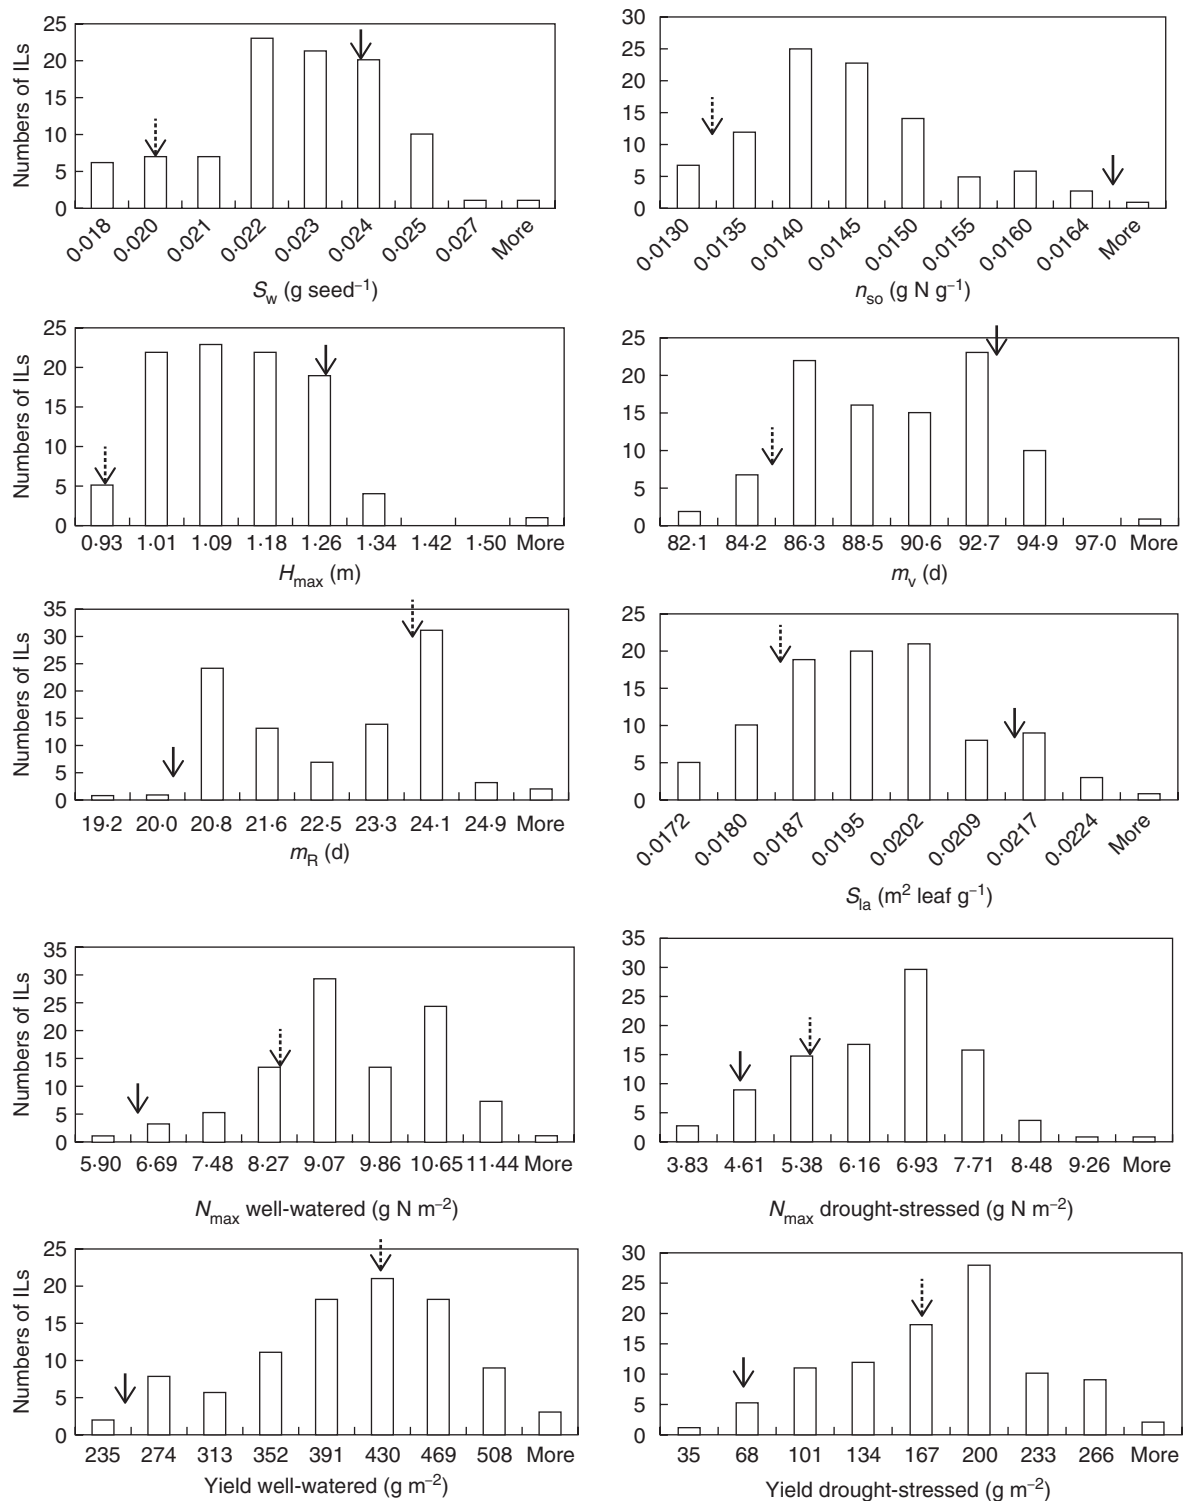 Numbers of ILs
25
20
15
10
5
0
0·018 0·020 0·021 0·022 0·023 0·024 0·025 0·027 More
S_w (g seed⁻¹)
30
25
20
15
10
5
0
0·0130 0·0135 0·0140 0·0145 0·0150 0·0155 0·0160 0·0164 More
n_so (g N g⁻¹)
Numbers of ILs
25
20
15
10
5
0
0·93 1·01 1·09 1·18 1·26 1·34 1·42 1·50 More
H_max (m)
25
20
15
10
5
0
82·1 84·2 86·3 88·5 90·6 92·7 94·9 97·0 More
m_v (d)
Numbers of ILs
35
30
25
20
15
10
5
0
19·2 20·0 20·8 21·6 22·5 23·3 24·1 24·9 More
m_R (d)
25
20
15
10
5
0
0·0172 0·0180 0·0187 0·0195 0·0202 0·0209 0·0217 0·0224 More
S_la (m² leaf g⁻¹)
Numbers of ILs
35
30
25
20
15
10
5
0
5·90 6·69 7·48 8·27 9·07 9·86 10·65 11·44 More
N_max well-watered (g N m⁻²)
35
30
25
20
15
10
5
0
3·83 4·61 5·38 6·16 6·93 7·71 8·48 9·26 More
N_max drought-stressed (g N m⁻²)
Numbers of ILs
25
20
15
10
5
0
235 274 313 352 391 430 469 508 More
Yield well-watered (g m⁻²)
30
25
20
15
10
5
0
35 68 101 134 167 200 233 266 More
Yield drought-stressed (g m⁻²)